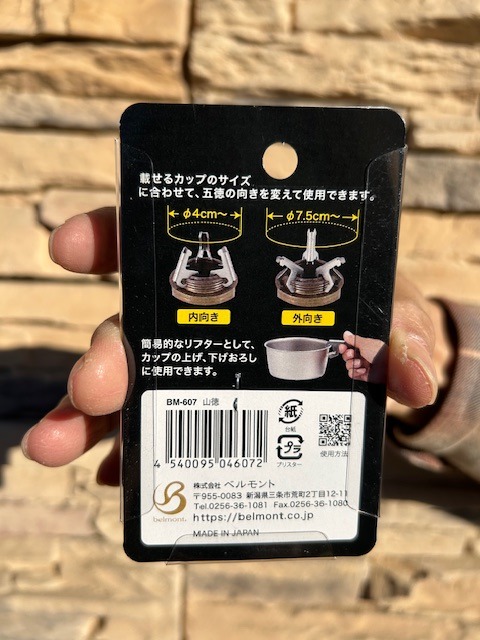 載せるカップのサイズ
に合わせて、五徳の向きを変えて使用できます。
φ4cm〜
φ7.5cm〜
内向き
外向き
簡易的なリフターとして、
カップの上げ、下げおろし
に使用できます。
BM-607 山徳
4 540095 046072
紙
台紙
プラ
ブリスター
使用方法
belmont.
株式会社 ベルモント
〒955-0083 新潟県三条市荒町2丁目12-11
Tel.0256-36-1081 Fax.0256-36-1080
https://belmont.co.jp
MADE IN JAPAN